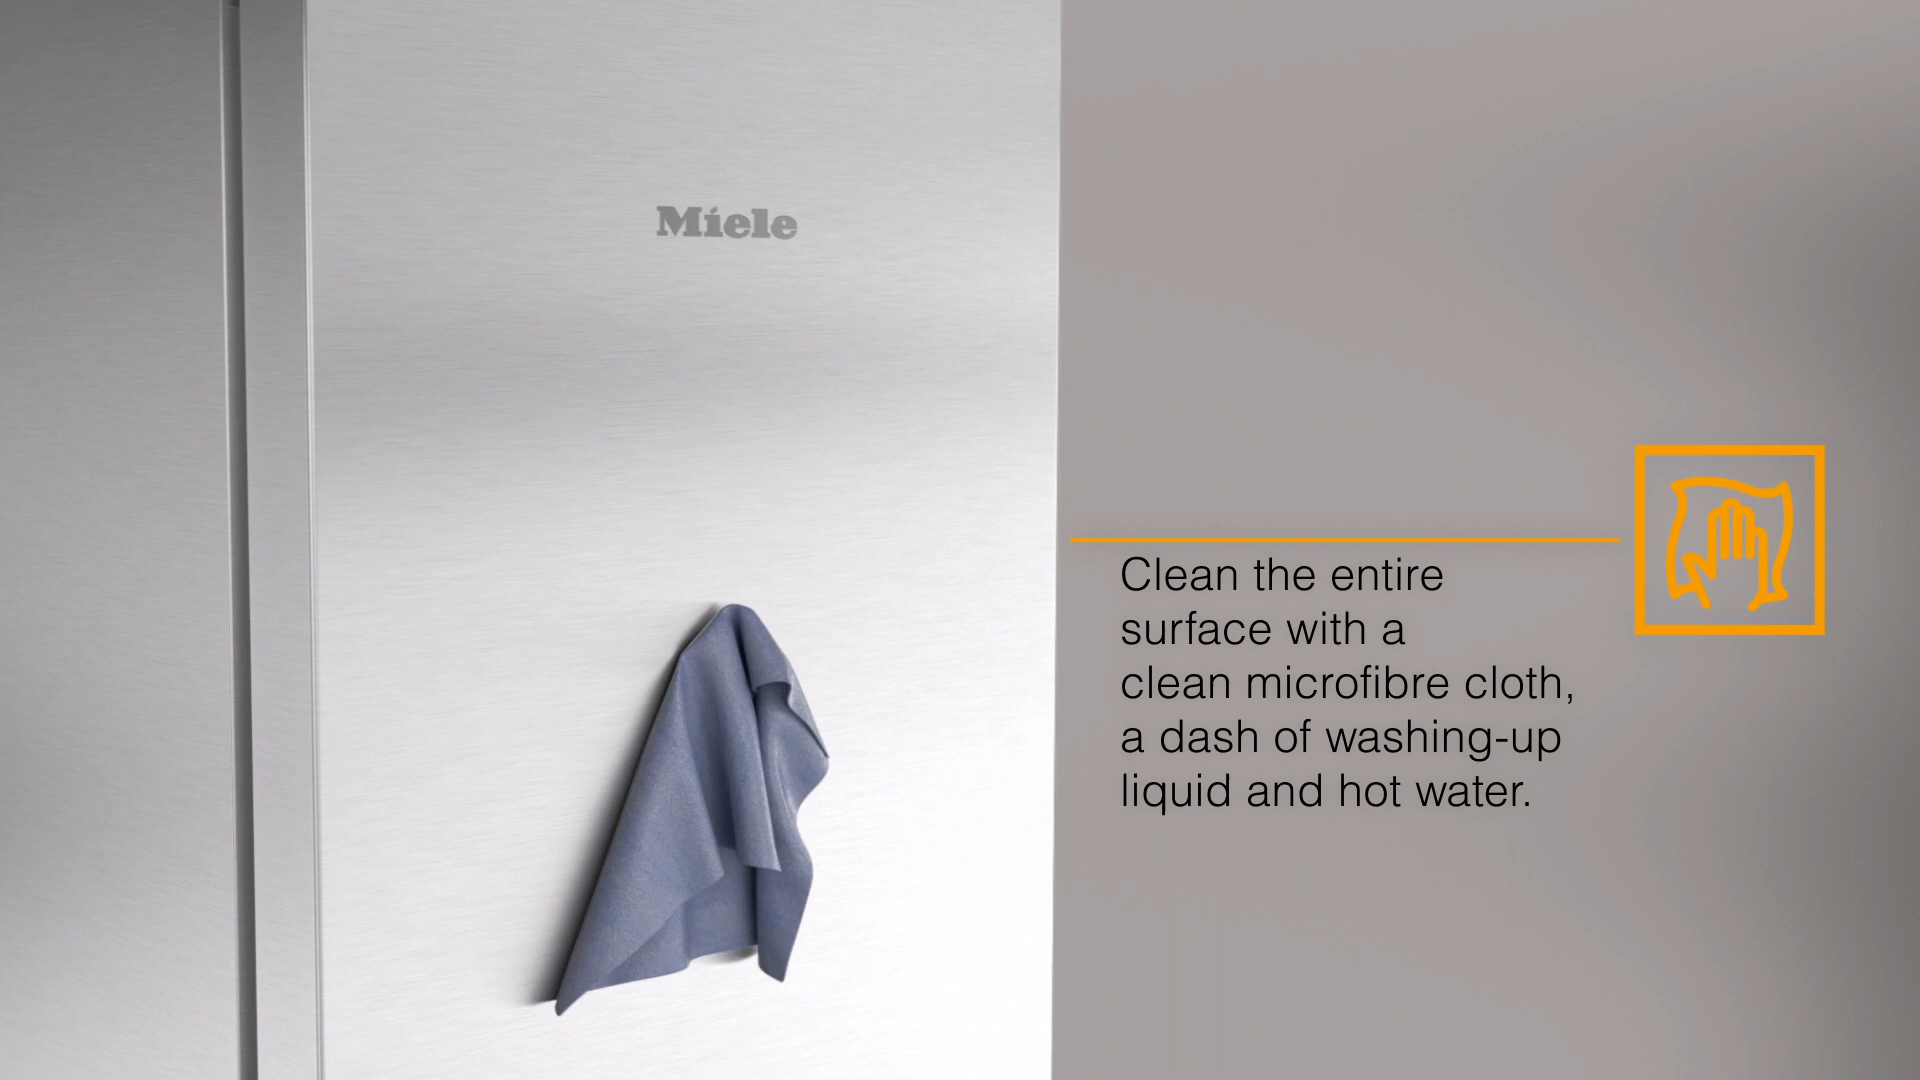 Miele
Clean the entire
surface with a
clean microfibre cloth,
a dash of washing-up
liquid and hot water.